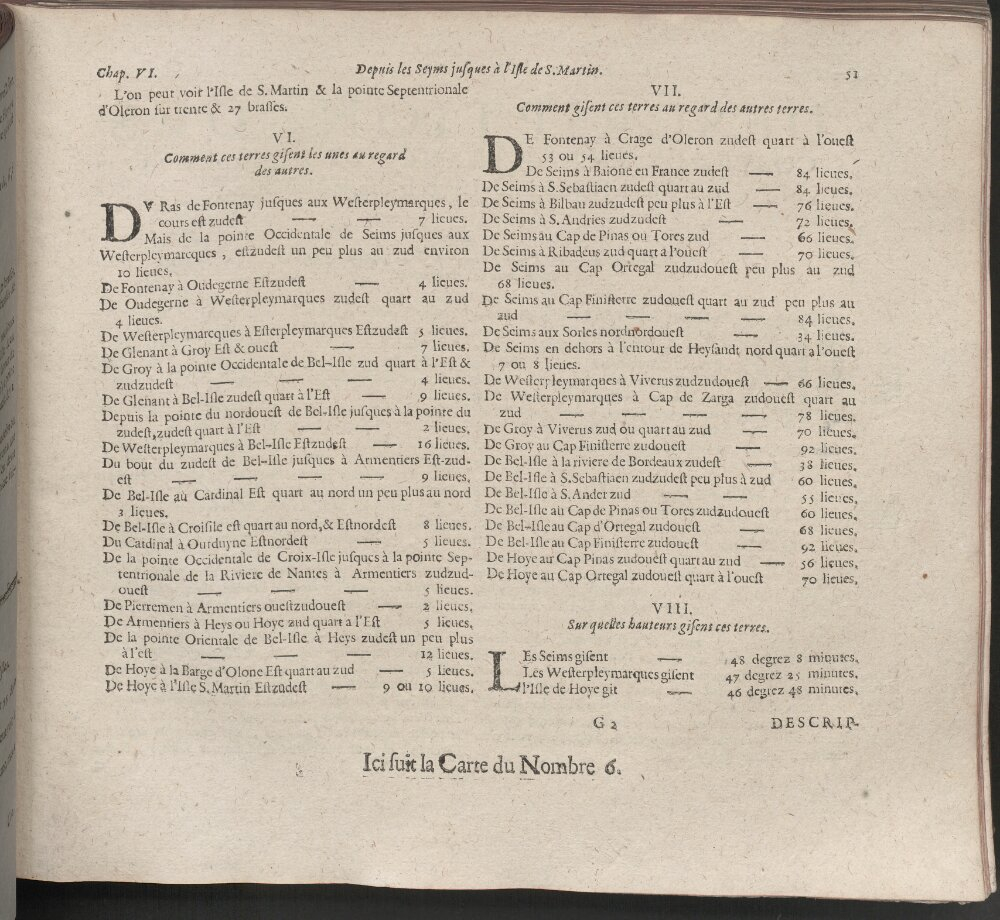 Chap. VI. Depuis les Seyms juſques à l'Iſle de S. Martin. 51
L'on peut voir l'Iſle de S. Martin & la pointe Septentrionale
d'Oleron ſur trente & 27 braſſes.
VI.
Comment ces terres giſent les unes au regard
des autres.
DV Ras de Fontenay juſques aux Weſterpleymarques, le
cours eſt zudeſt — — 7 lieues.
Mais de la pointe Occidentale de Seims juſques aux
Weſterpleymarcques, eſtzudeſt un peu plus au zud environ
10 lieues.
De Fontenay à Oudegerne Eſtzudeſt — 4 lieues.
De Oudegerne à Weſterpleymarques zudeſt quart au zud
4 lieues.
De Weſterpleymarcques à Eſterpleymarques Eſtzudeſt 5 lieues.
De Glenant à Groy Eſt & oueſt — 7 lieues.
De Groy à la pointe Occidentale de Bel-Iſle zud quart à l'Eſt &
zudzudeſt — — — 4 lieues.
De Glenant à Bel-Iſle zudeſt quart à l'Eſt — 9 lieues.
Depuis la pointe du nordoueſt de Bel-Iſle juſques à la pointe du
zudeſt, zudeſt quart à l'Eſt — — 2 lieues.
De Weſterpleymarques à Bel-Iſle Eſtzudeſt — 16 lieues.
Du bout du zudeſt de Bel-Iſle juſques à Armentiers Eſt-zud-
eſt — — — — 9 lieues.
De Bel-Iſle au Cardinal Eſt quart au nord un peu plus au nord
3 lieues.
De Bel-Iſle à Croiſile eſt quart au nord, & Eſtnordeſt 8 lieues.
Du Cardinal à Ourduyne Eſtnordeſt — 5 lieues.
De la pointe Occidentale de Croix-Iſle juſques à la pointe Sep-
tentrionale de la Riviere de Nantes à Armentiers zudzud-
oueſt — — — 5 lieues.
De Pierremen à Armentiers oueſtzudoueſt — 2 lieues.
De Armentiers à Heys ou Hoye zud quart a l'Eſt — 5 lieues.
De la pointe Orientale de Bel-Iſle à Heys zudeſt un peu plus
à l'eſt — — — 12 lieues.
De Hoye à la Barge d'Olone Eſt quart au zud — 5 lieues.
De Hoye à l'Iſle S. Martin Eſtzudeſt — 9 ou 10 lieues.
VII.
Comment giſent ces terres au regard des autres terres.
DE Fontenay à Crage d'Oleron zudeſt quart à l'oueſt
53 ou 54 lieues.
De Seims à Baione en France zudeſt — 84 lieues.
De Seims à S. Sebaſtiaen zudeſt quart au zud — 84 lieues.
De Seims à Bilbau zudzudeſt peu plus à l'Eſt — 76 lieues.
De Seims à S. Andries zudzudeſt — 72 lieues.
De Seims au Cap de Pinas ou Tores zud — 66 lieues.
De Seims à Ribadeus zud quart a l'oueſt — 70 lieues.
De Seims au Cap Ortegal zudzudoueſt peu plus au zud
68 lieues.
De Seims au Cap Finiſterre zudoueſt quart au zud peu plus au
zud — — — — 84 lieues.
De Seims aux Sorles nordnordoueſt — 34 lieues.
De Seims en dehors à l'entour de Heyſandt nord quart a l'oueſt
7 ou 8 lieues.
De Weſterpleymarques à Viverus zudzudoueſt — 66 lieues.
De Weſterpleymarques à Cap de Zarga zudoueſt quart au
zud — — — — 78 lieues.
De Groy à Viverus zud ou quart au zud — 70 lieues.
De Groy au Cap Finiſterre zudoueſt — 92 lieues.
De Bel-Iſle à la riviere de Bordeaux zudeſt — 38 lieues.
De Bel-Iſle à S. Sebaſtiaen zudzudeſt peu plus à zud 60 lieues.
De Bel-Iſle à S. Ander zud — — 55 lieues.
De Bel-Iſle au Cap de Pinas ou Tores zudzudoueſt 60 lieues.
De Bel-Iſle au Cap d'Ortegal zudoueſt — 68 lieues.
De Bel-Iſle au Cap Finiſterre zudoueſt — 92 lieues.
De Hoye au Cap Pinas zudoueſt quart au zud — 56 lieues.
De Hoye au Cap Ortegal zudoueſt quart à l'oueſt 70 lieues.
VIII.
Sur quelles hauteurs giſent ces terres.
LEs Seims giſent — 48 degrez 8 minutes.
Les Weſterpleymarques giſent 47 degrez 25 minutes.
l'Iſle de Hoye git — 46 degrez 48 minutes.
G 2 DESCRIP-
Ici ſuit la Carte du Nombre 6.